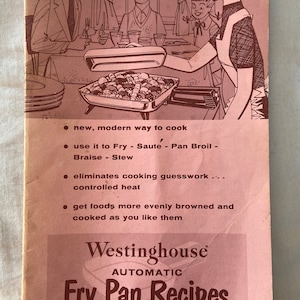 • new, modern way to cook
• use it to Fry - Sauté - Pan Broil -
Braise - Stew
• eliminates cooking guesswork . . .
controlled heat
• get foods more evenly browned and
cooked as you like them
Westinghouse
AUTOMATIC
Fry Pan Recipes